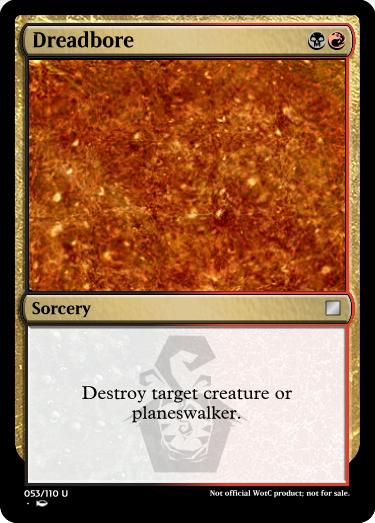 Dreadbore
Sorcery
Destroy target creature or
planeswalker.
053/110 U
Not official WotC product; not for sale.